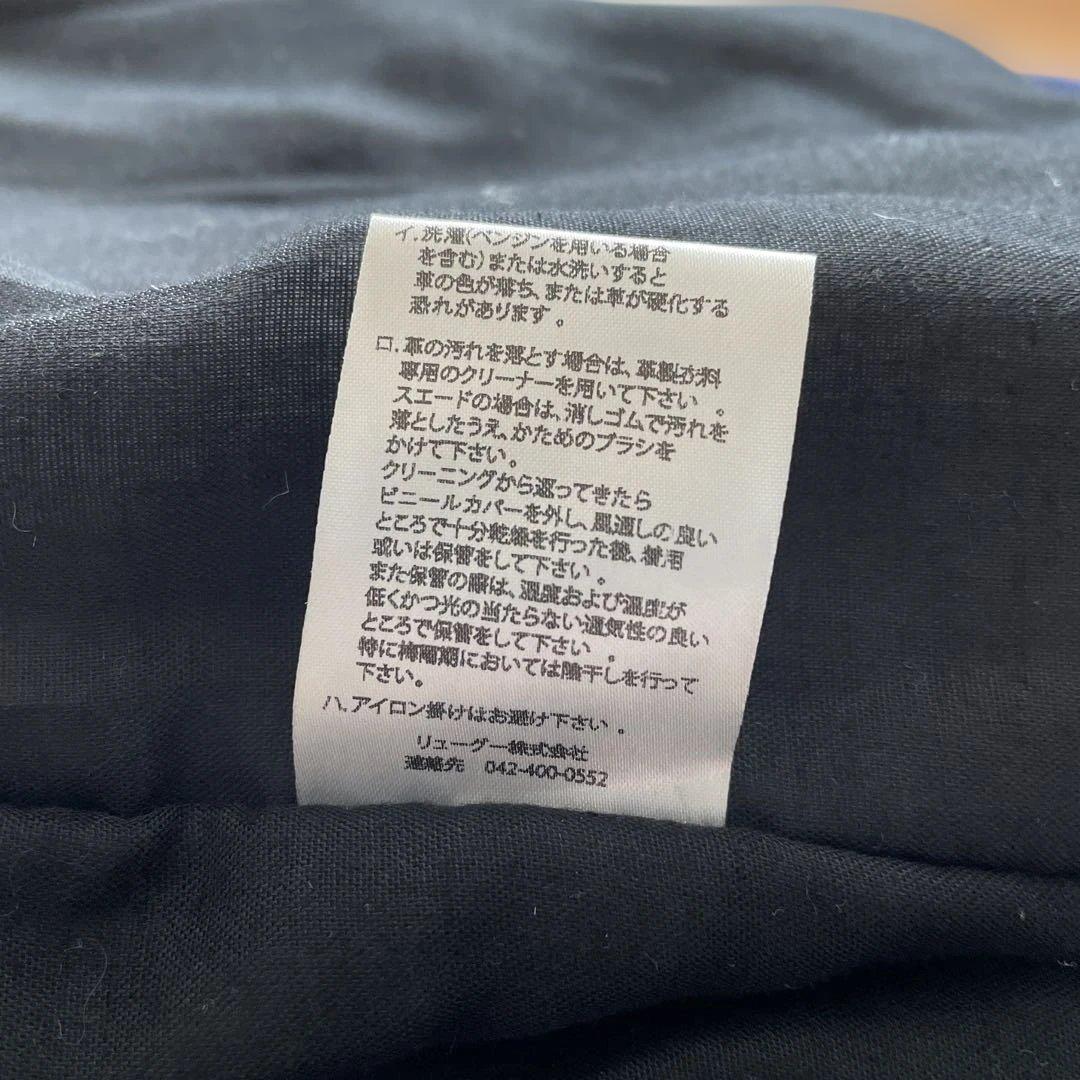 イ.洗濯(ベンジンを用いる場合
を含む)または水洗いすると
革の色が落ち、または革が硬化する
恐れがあります。
ロ.革の汚れを落とす場合は、革製衣料
専用のクリーナーを用いて下さい。
スエードの場合は、消しゴムで汚れを
落としたうえ、かためのブラシを
かけて下さい。
クリーニングから返ってきたら
ビニールカバーを外し、風通しの良い
ところで十分乾燥を行った後、着用
或いは保管をして下さい。
また保管の際は、温度および湿度が
低くかつ光の当たらない通気性の良い
ところで保管をして下さい。
特に梅雨期においては陰干しを行って
下さい。
ハ.アイロン掛けはお避け下さい。
リューグー株式会社
連絡先 042-400-0552